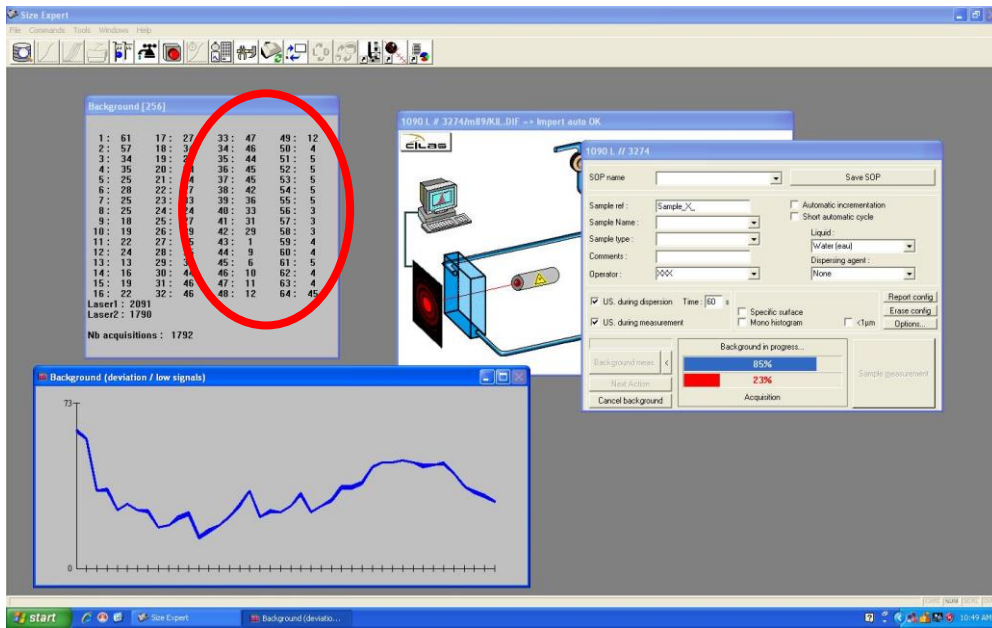 Size Expert
File Commands Tools Windows Help
Background [256]
1 : 61 17 : 27 33 : 47 49 : 12
2 : 57 18 : 34 : 46 50 : 4
3 : 34 19 : 35 : 44 51 : 5
4 : 35 20 : 36 : 45 52 : 5
5 : 25 21 : 37 : 45 53 : 5
6 : 28 22 : 38 : 42 54 : 5
7 : 25 23 : 39 : 36 55 : 5
8 : 25 24 : 40 : 33 56 : 3
9 : 18 25 : 41 : 31 57 : 3
10 : 19 26 : 42 : 29 58 : 3
11 : 22 27 : 43 : 1 59 : 4
12 : 24 28 : 44 : 9 60 : 4
13 : 13 29 : 45 : 6 61 : 5
14 : 16 30 : 44 46 : 10 62 : 4
15 : 19 31 : 46 47 : 11 63 : 4
16 : 22 32 : 46 48 : 12 64 : 45
Laser1 : 2091
Laser2 : 1790
Nb acquisitions : 1792
1090 L // 3274/m89/KIL.DIF => Import auto OK
CILAS
1090 L // 3274
SOP name
Save SOP
Sample ref : Sample_X_
Automatic incrementation
Sample Name :
Short automatic cycle
Sample type :
Liquid :
Water (eau)
Comments :
Dispersing agent :
Operator : XXX
None
US. during dispersion Time : 60 s
Report config
Specific surface
Erase config
US. during measurement
Mono histogram
<1µm
Options...
Background in progress...
Background meas. <
85%
Sample measurement
Next Action
23%
Cancel background
Acquisition
Background (deviation / low signals)
73
0
CAPS NUM
start
Size Expert
Background (deviatio...
10:49 AM